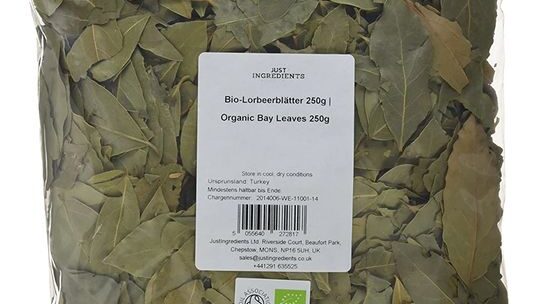 JUST
INGREDIENTS
Bio-Lorbeerblätter 250g |
Organic Bay Leaves 250g
Store in cool, dry conditions
Ursprunsland: Turkey
Mindestens haltbar bis Ende:
Chargennummer: 2014006-WE-11001-14
5 055640 272817
JustIngredients Ltd, Riverside Court, Beaufort Park,
Chepstow, MONS, NP16 5UH, UK
sales@justingredients.co.uk
+441291 635525